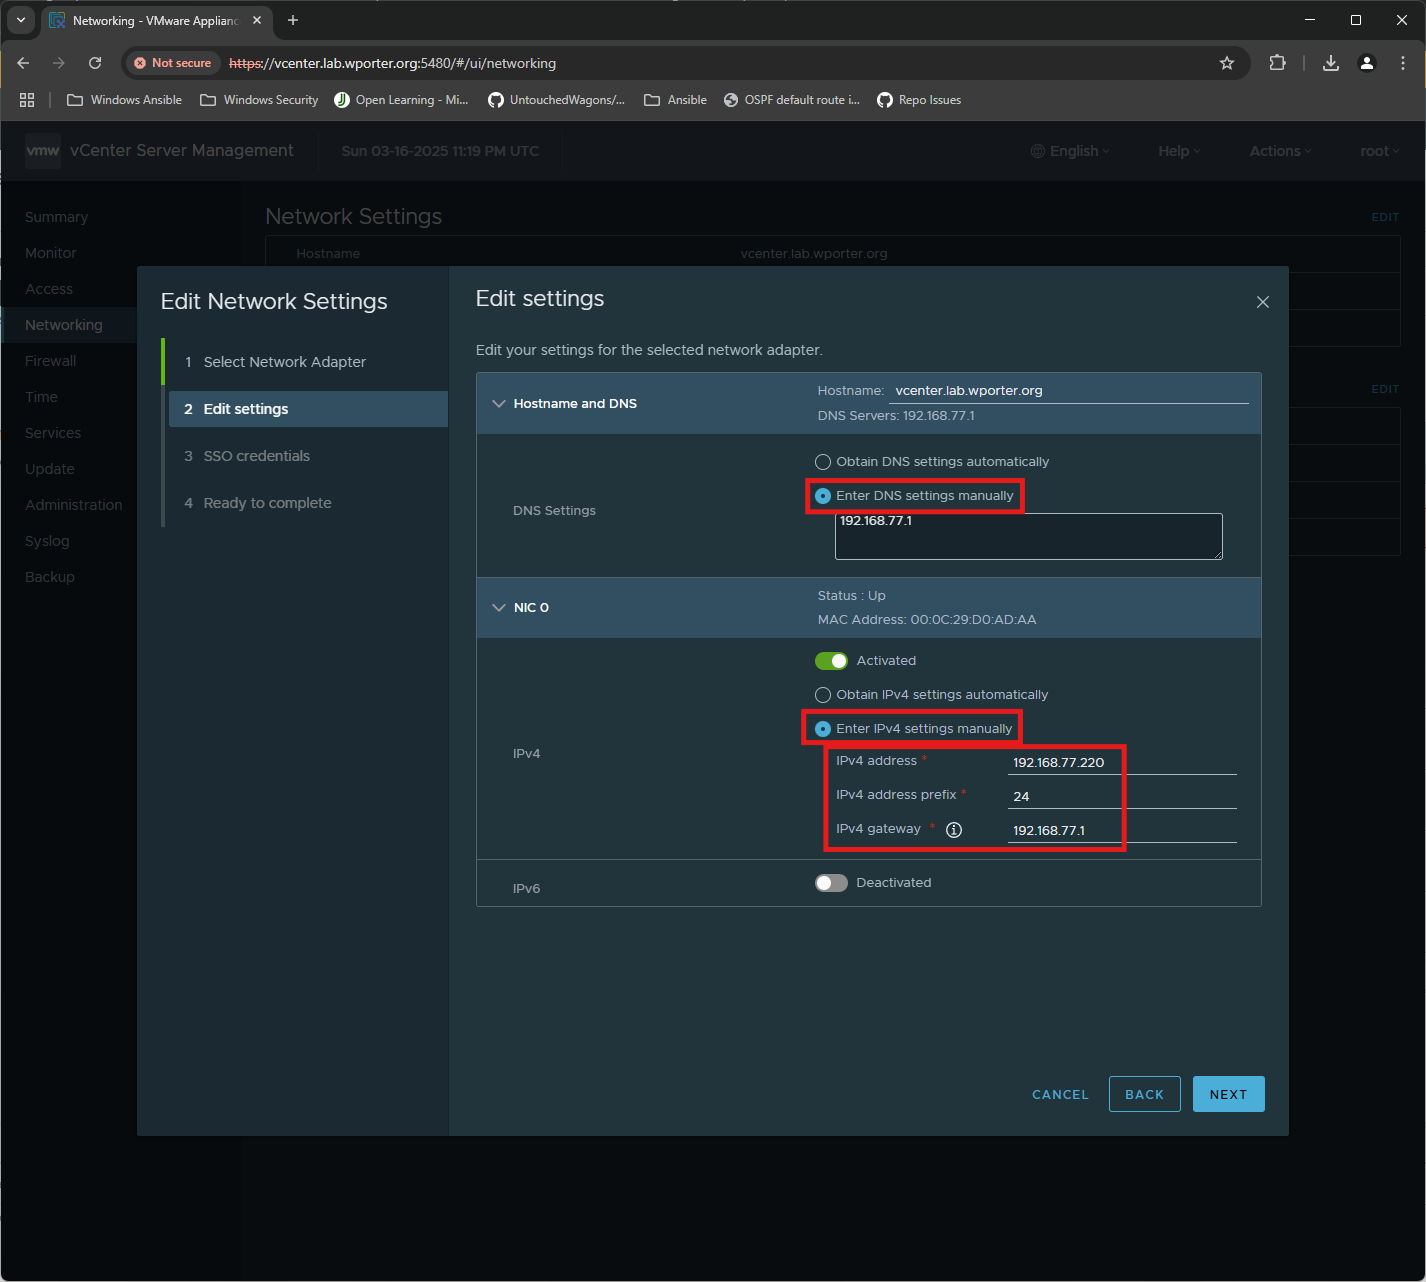 Networking - VMware Applianc
Not secure
https://vcenter.lab.wporter.org:5480/#/ui/networking
Windows Ansible
Windows Security
Open Learning - Mi...
UntouchedWagons/...
Ansible
OSPF default route i...
Repo Issues
vmw vCenter Server Management
Sun 03-16-2025 11:19 PM UTC
English
Help
Actions
root
Summary
Monitor
Access
Networking
Firewall
Time
Services
Update
Administration
Syslog
Backup
Network Settings
EDIT
Hostname
vcenter.lab.wporter.org
EDIT
Edit Network Settings
1 Select Network Adapter
2 Edit settings
3 SSO credentials
4 Ready to complete
Edit settings
Edit your settings for the selected network adapter.
Hostname and DNS
Hostname: vcenter.lab.wporter.org
DNS Servers: 192.168.77.1
DNS Settings
Obtain DNS settings automatically
Enter DNS settings manually
192.168.77.1
NIC 0
Status : Up
MAC Address: 00:0C:29:D0:AD:AA
IPv4
Activated
Obtain IPv4 settings automatically
Enter IPv4 settings manually
IPv4 address * 192.168.77.220
IPv4 address prefix * 24
IPv4 gateway * 192.168.77.1
IPv6
Deactivated
CANCEL
BACK
NEXT